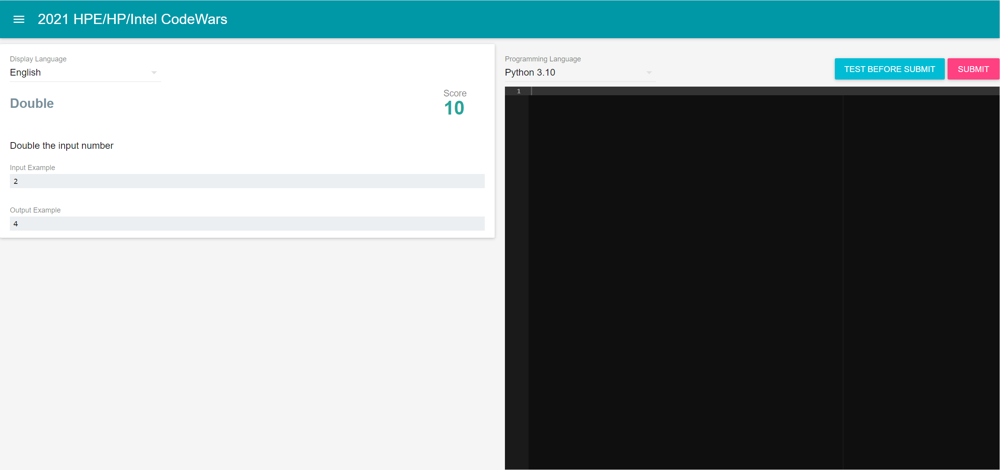 2021 HPE/HP/Intel CodeWars
Display Language
English
Double
Score
10
Double the input number
Input Example
2
Output Example
4
Programming Language
Python 3.10
TEST BEFORE SUBMIT
SUBMIT
1